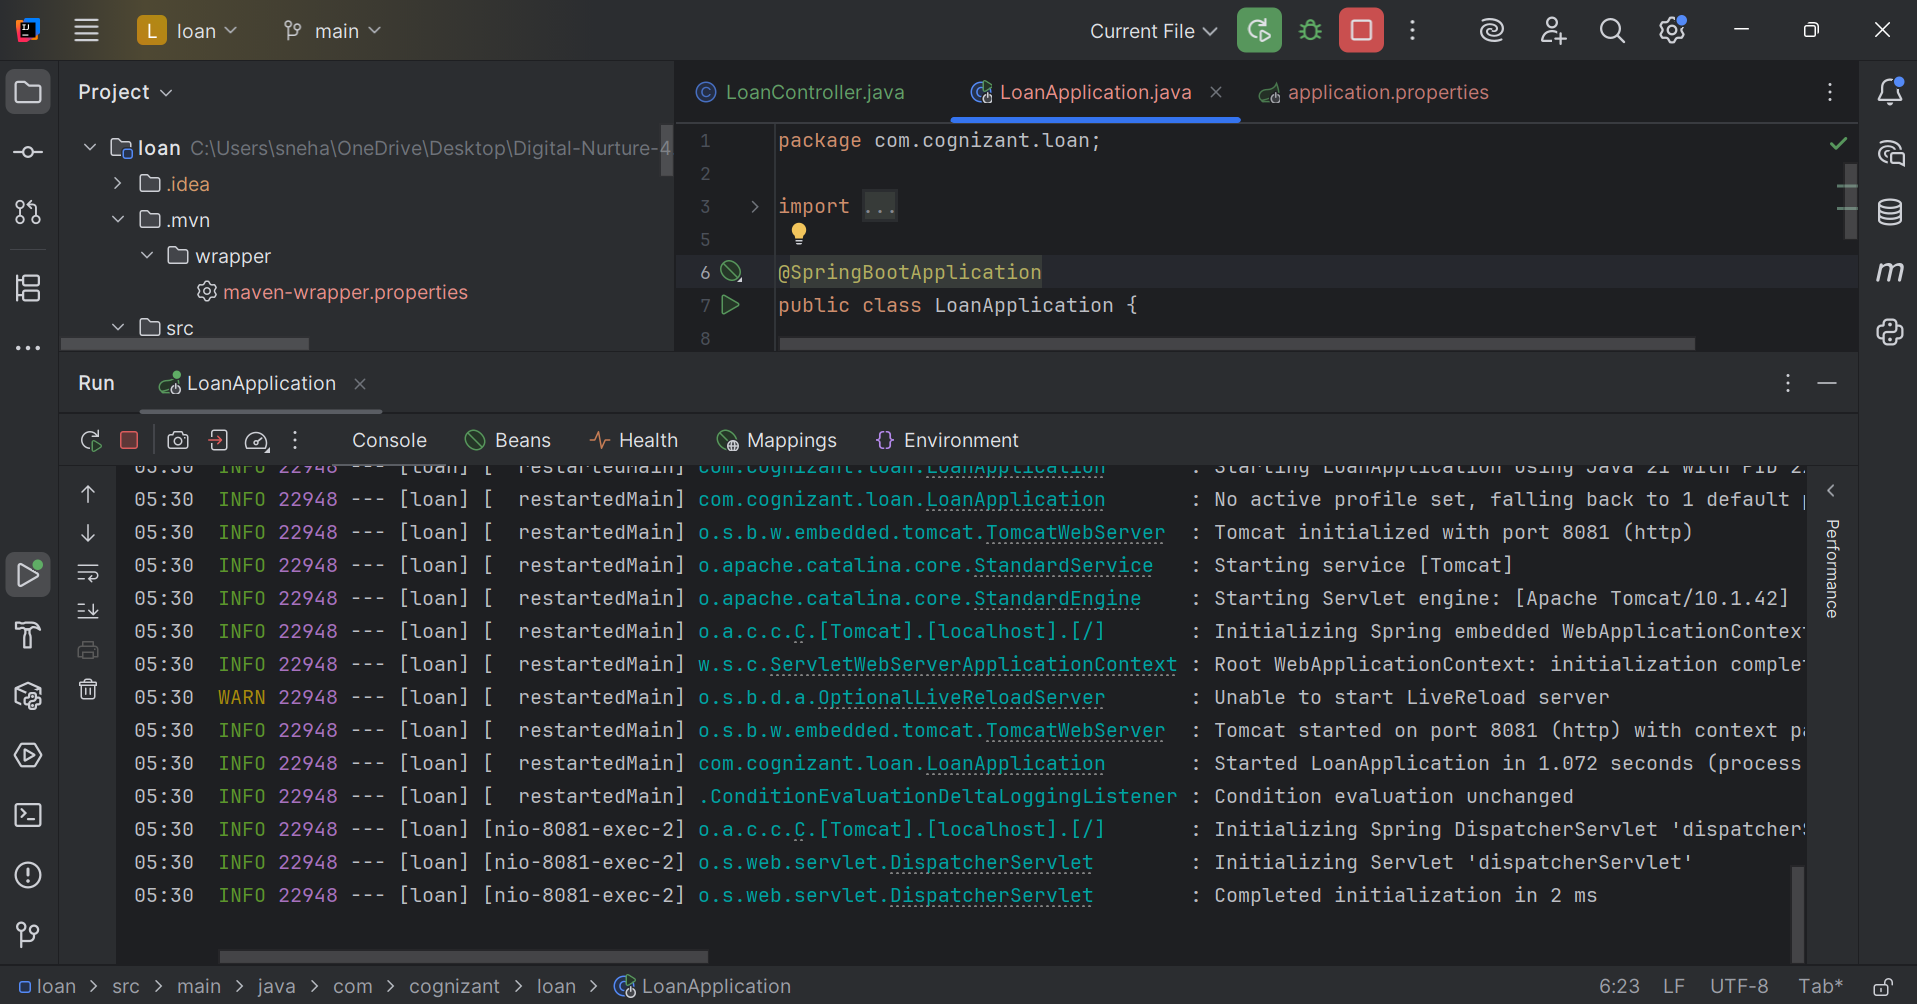 L loan main Current File
Project
LoanController.java LoanApplication.java application.properties
loan C:\Users\sneha\OneDrive\Desktop\Digital-Nurture-4
.idea
.mvn
wrapper
maven-wrapper.properties
src
1 package com.cognizant.loan;
2
3 import ...
5
6 @SpringBootApplication
7 public class LoanApplication {
8
Run LoanApplication
Console Beans Health Mappings Environment
05:30 INFO 22948 --- [loan] [  restartedMain] com.cognizant.loan.LoanApplication : Starting LoanApplication using Java 21 with PID 2
05:30 INFO 22948 --- [loan] [  restartedMain] com.cognizant.loan.LoanApplication : No active profile set, falling back to 1 default
05:30 INFO 22948 --- [loan] [  restartedMain] o.s.b.w.embedded.tomcat.TomcatWebServer : Tomcat initialized with port 8081 (http)
05:30 INFO 22948 --- [loan] [  restartedMain] o.apache.catalina.core.StandardService : Starting service [Tomcat]
05:30 INFO 22948 --- [loan] [  restartedMain] o.apache.catalina.core.StandardEngine : Starting Servlet engine: [Apache Tomcat/10.1.42]
05:30 INFO 22948 --- [loan] [  restartedMain] o.a.c.c.C.[Tomcat].[localhost].[/] : Initializing Spring embedded WebApplicationContex
05:30 INFO 22948 --- [loan] [  restartedMain] w.s.c.ServletWebServerApplicationContext : Root WebApplicationContext: initialization comple
05:30 WARN 22948 --- [loan] [  restartedMain] o.s.b.d.a.OptionalLiveReloadServer : Unable to start LiveReload server
05:30 INFO 22948 --- [loan] [  restartedMain] o.s.b.w.embedded.tomcat.TomcatWebServer : Tomcat started on port 8081 (http) with context pa
05:30 INFO 22948 --- [loan] [  restartedMain] com.cognizant.loan.LoanApplication : Started LoanApplication in 1.072 seconds (process
05:30 INFO 22948 --- [loan] [  restartedMain] .ConditionEvaluationDeltaLoggingListener : Condition evaluation unchanged
05:30 INFO 22948 --- [loan] [nio-8081-exec-2] o.a.c.c.C.[Tomcat].[localhost].[/] : Initializing Spring DispatcherServlet 'dispatcher
05:30 INFO 22948 --- [loan] [nio-8081-exec-2] o.s.web.servlet.DispatcherServlet : Initializing Servlet 'dispatcherServlet'
05:30 INFO 22948 --- [loan] [nio-8081-exec-2] o.s.web.servlet.DispatcherServlet : Completed initialization in 2 ms
Performance
loan > src > main > java > com > cognizant > loan > LoanApplication 6:23 LF UTF-8 Tab*